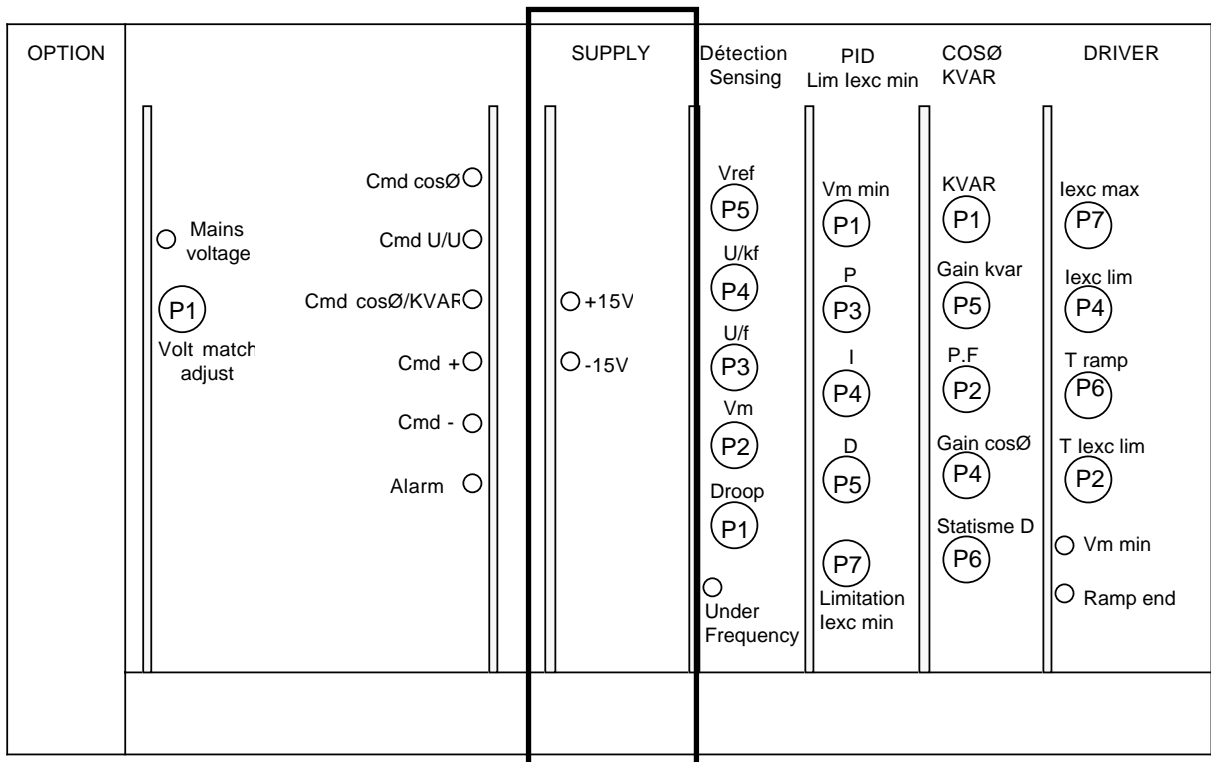 OPTION
SUPPLY
Détection
Sensing
PID
Lim Iexc min
COSØ
KVAR
DRIVER
Mains
voltage
P1
Volt match
adjust
Cmd cosØ
Cmd U/U
Cmd cosØ/KVAR
Cmd +
Cmd -
Alarm
+15V
-15V
Vref
P5
U/kf
P4
U/f
P3
Vm
P2
Droop
P1
Under
Frequency
Vm min
P1
P
P3
I
P4
D
P5
P7
Limitation
Iexc min
KVAR
P1
Gain kvar
P5
P.F
P2
Gain cosØ
P4
Statisme D
P6
Iexc max
P7
Iexc lim
P4
T ramp
P6
T Iexc lim
P2
Vm min
Ramp end